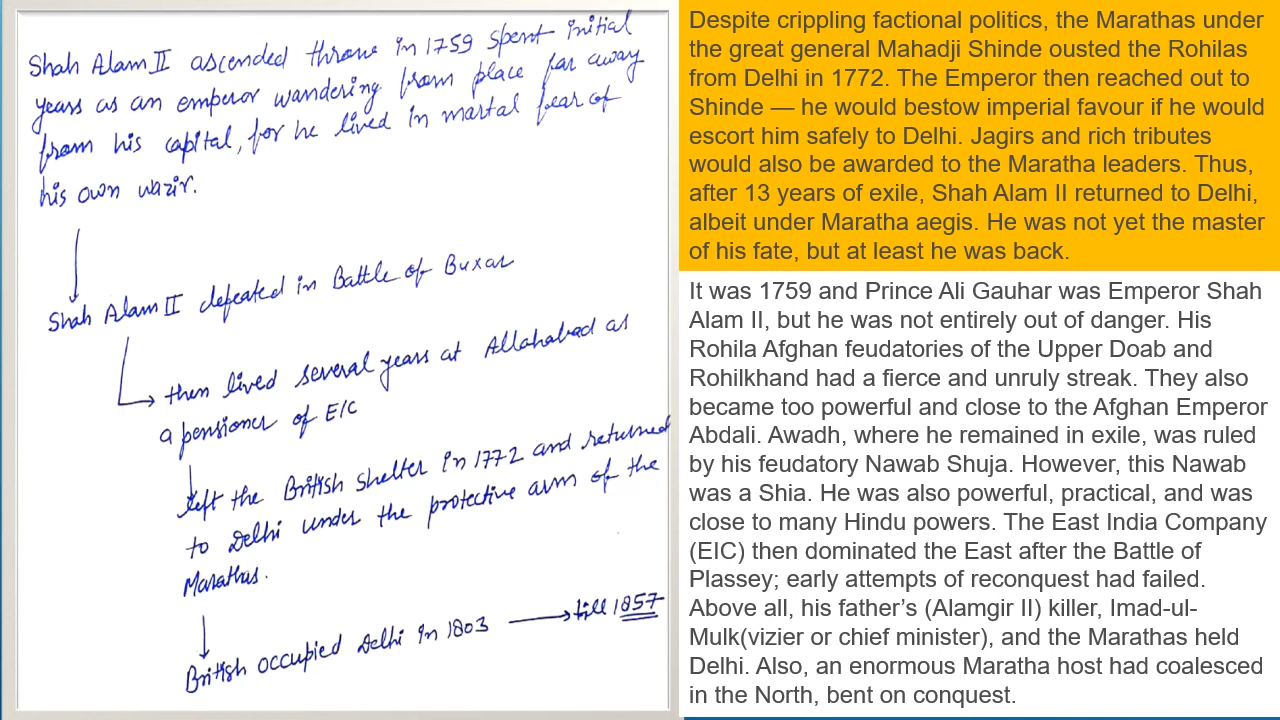 Shah Alam II ascended throne in 1759 spent initial
years as an emperor wandering from place far away
from his capital, for he lived in mortal fear of
his own wazir.
Shah Alam II defeated in Battle of Buxar
then lived several years at Allahabad as
a pensioner of EIC
left the British shelter in 1772 and returned
to Delhi under the protective arm of the
Marathas.
British occupied Delhi in 1803 till 1857
Despite crippling factional politics, the Marathas under
the great general Mahadji Shinde ousted the Rohilas
from Delhi in 1772. The Emperor then reached out to
Shinde — he would bestow imperial favour if he would
escort him safely to Delhi. Jagirs and rich tributes
would also be awarded to the Maratha leaders. Thus,
after 13 years of exile, Shah Alam II returned to Delhi,
albeit under Maratha aegis. He was not yet the master
of his fate, but at least he was back.
It was 1759 and Prince Ali Gauhar was Emperor Shah
Alam II, but he was not entirely out of danger. His
Rohila Afghan feudatories of the Upper Doab and
Rohilkhand had a fierce and unruly streak. They also
became too powerful and close to the Afghan Emperor
Abdali. Awadh, where he remained in exile, was ruled
by his feudatory Nawab Shuja. However, this Nawab
was a Shia. He was also powerful, practical, and was
close to many Hindu powers. The East India Company
(EIC) then dominated the East after the Battle of
Plassey; early attempts of reconquest had failed.
Above all, his father's (Alamgir II) killer, Imad-ul-
Mulk(vizier or chief minister), and the Marathas held
Delhi. Also, an enormous Maratha host had coalesced
in the North, bent on conquest.